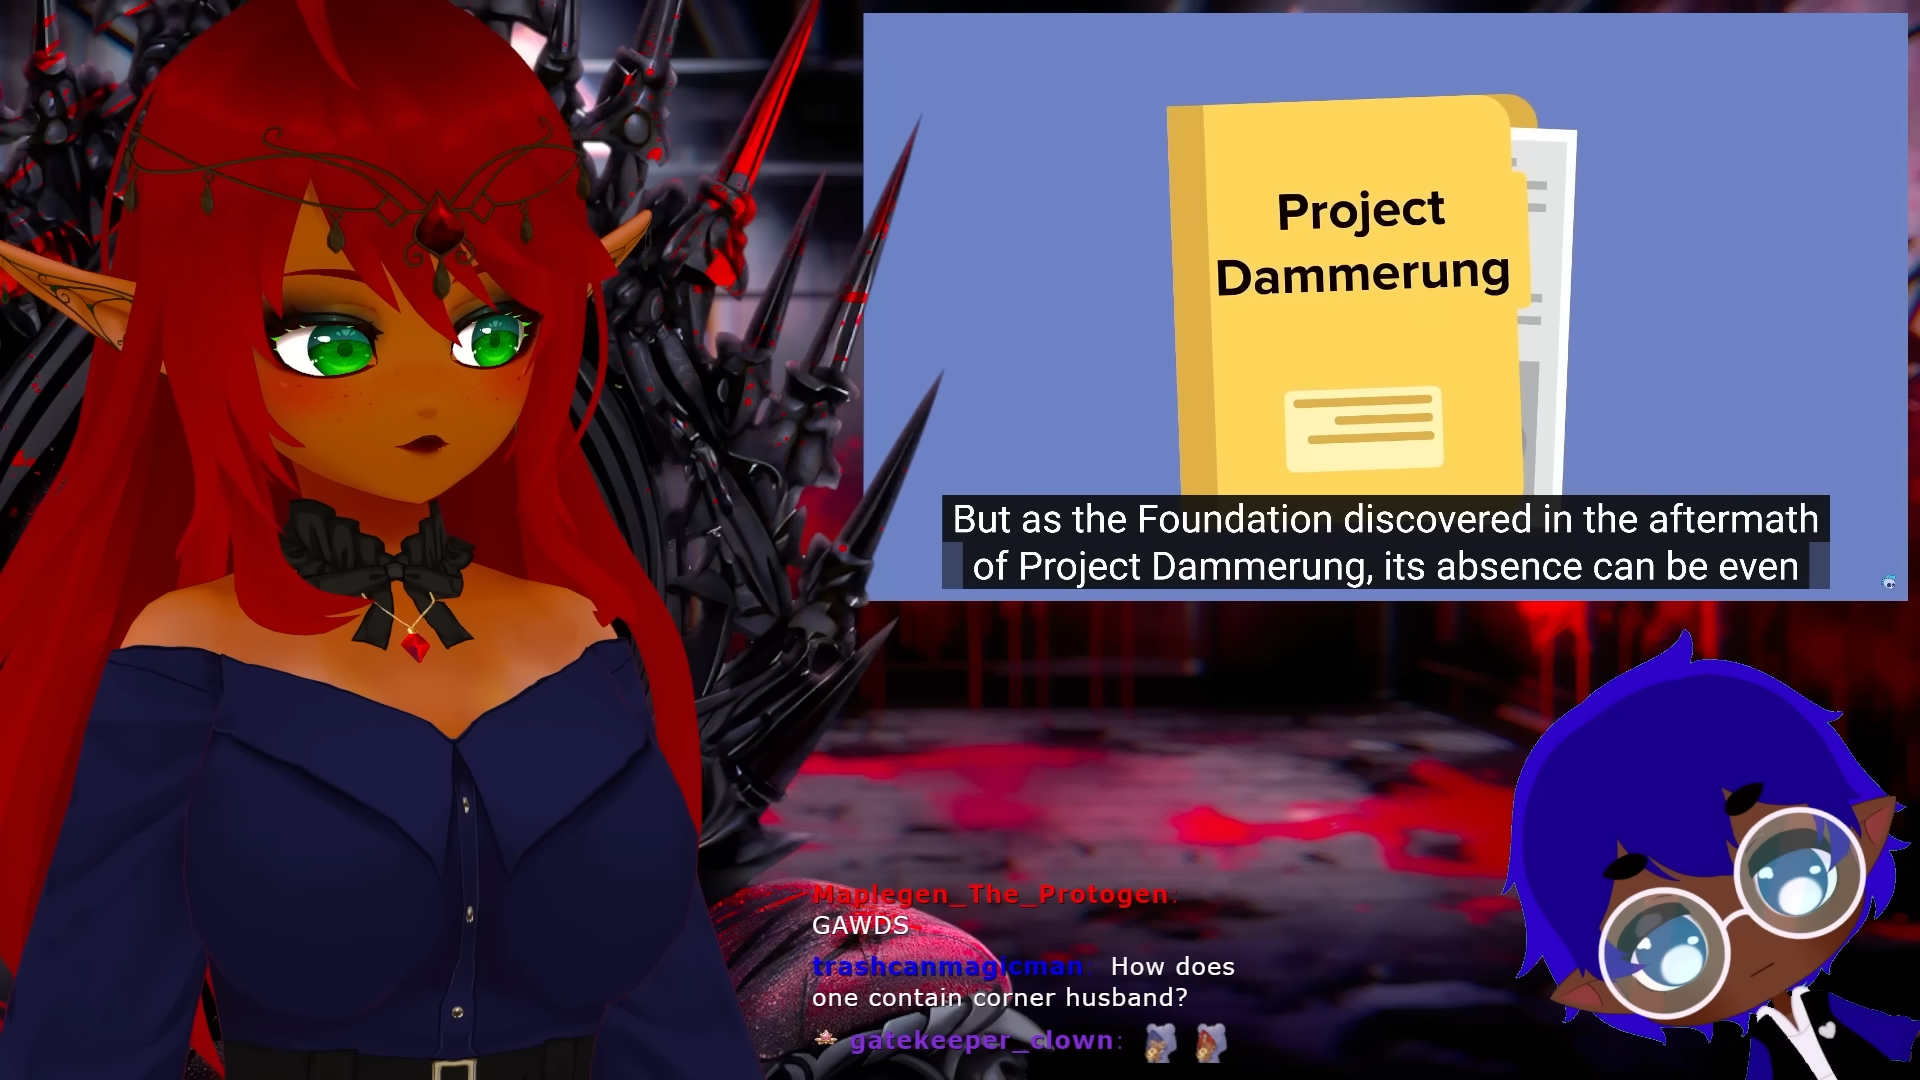 Project
Dammerung
But as the Foundation discovered in the aftermath
of Project Dammerung, its absence can be even
Maplegen_The_Protogen:
GAWDS
trashcanmagicman: How does
one contain corner husband?
gatekeeper_clown: